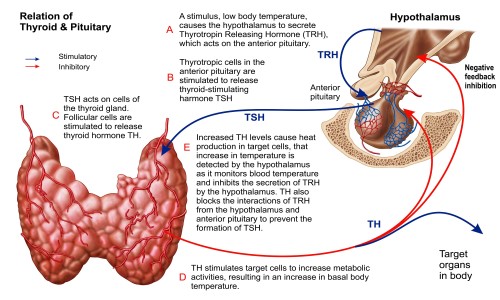 Relation of
Thyroid & Pituitary
Stimulatory
Inhibitory
A
A stimulus, low body temperature,
causes the hypothalamus to secrete
Thyrotropin Releasing Hormone (TRH),
which acts on the anterior pituitary.
Hypothalamus
TRH
Negative
feedback
inhibition
B
Thyrotropic cells in the
anterior pituitary are
stimulated to release
thyroid-stimulating
harmone TSH
Anterior
pituitary
C
TSH acts on cells of
the thyroid gland.
Follicular cells are
stimulated to release
thyroid hormone TH.
TSH
E
Increased TH levels cause heat
production in target cells, that
increase in temperature is
detected by the hypothalamus
as it monitors blood temperature
and inhibits the secretion of TRH
by the hypothalamus. TH also
blocks the interactions of TRH
from the hypothalamus and
anterior pituitary to prevent the
formation of TSH.
TH
Target
organs
in body
D
TH stimulates target cells to increase metabolic
activities, resulting in an increase in basal body
temperature.